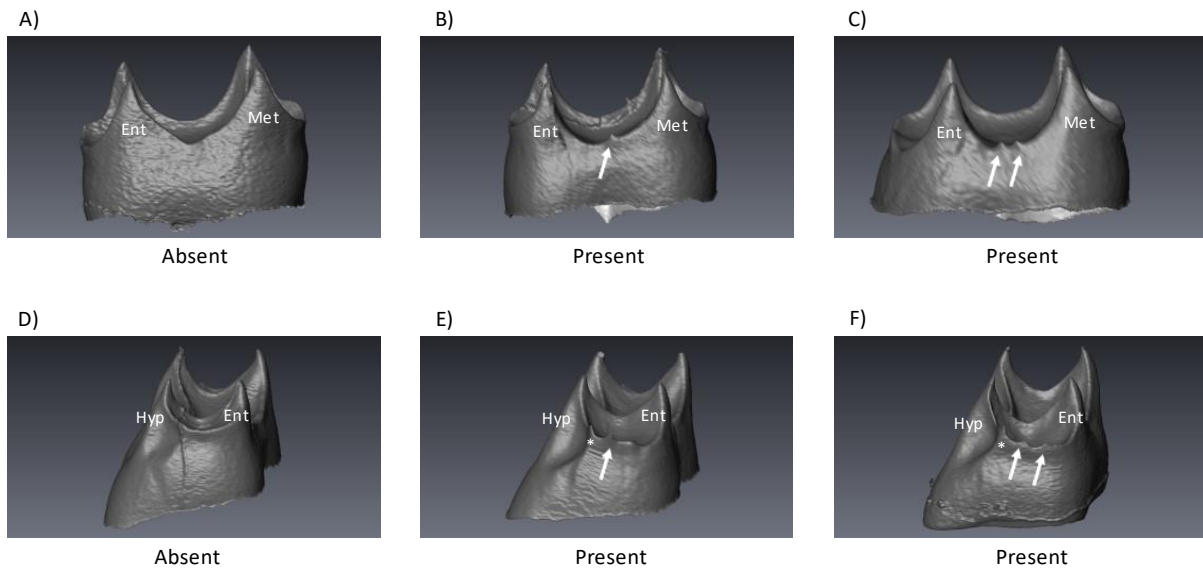 A)
B)
C)
Ent
Met
Ent
Met
Ent
Met
Absent
Present
Present
D)
E)
F)
Hyp
Ent
Hyp
Ent
*
Hyp
Ent
*
Absent
Present
Present